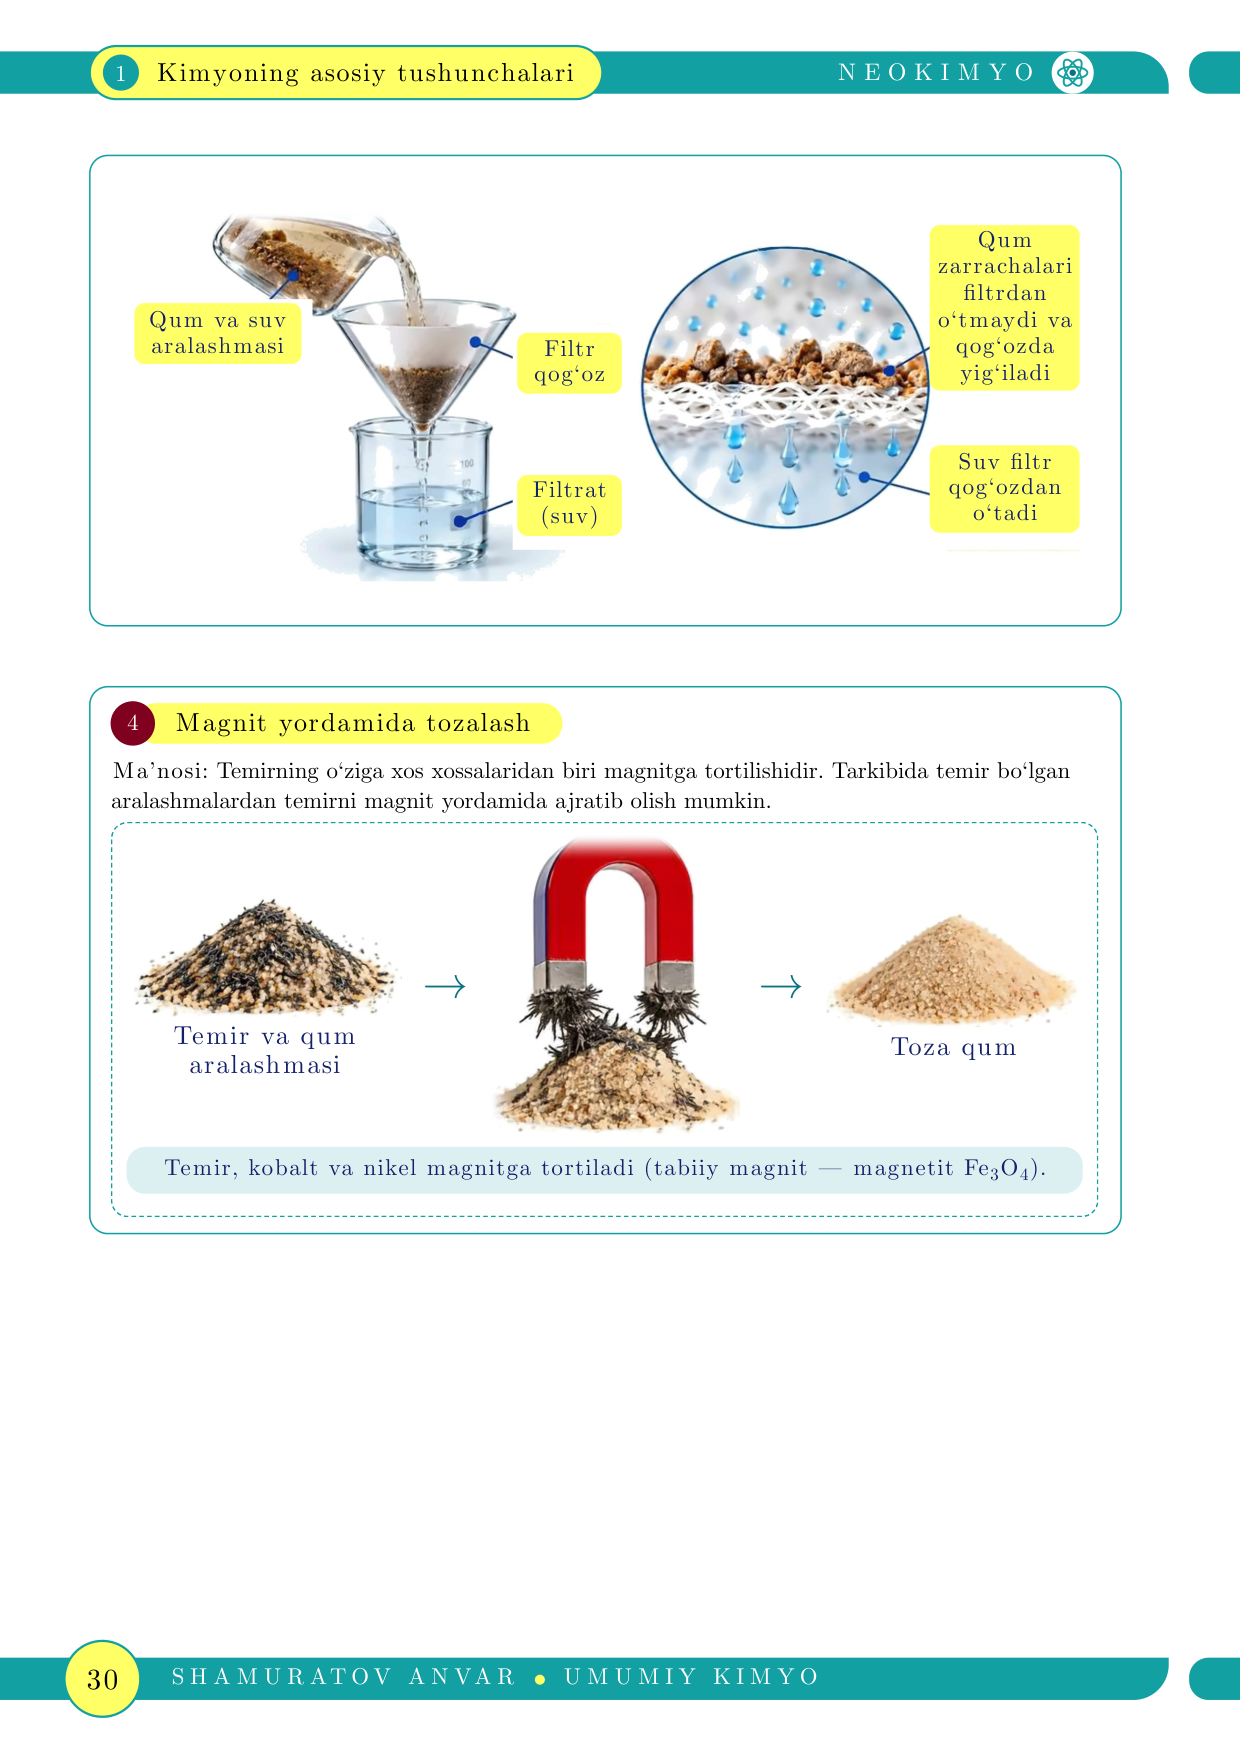 1 Kimyoning asosiy tushunchalari
NEOKIMYO
Qum va suv
aralashmasi
Filtr
qog‘oz
Filtrat
(suv)
100
Qum
zarrachalari
filtrdan
o‘tmaydi va
qog‘ozda
yig‘iladi
Suv filtr
qog‘ozdan
o‘tadi
4 Magnit yordamida tozalash
Ma’nosi: Temirning o‘ziga xos xossalaridan biri magnitga tortilishidir. Tarkibida temir bo‘lgan
aralashmalardan temirni magnit yordamida ajratib olish mumkin.
Temir va qum
aralashmasi
Toza qum
Temir, kobalt va nikel magnitga tortiladi (tabiiy magnit — magnetit Fe₃O₄).
30 SHAMURATOV ANVAR • UMUMIY KIMYO